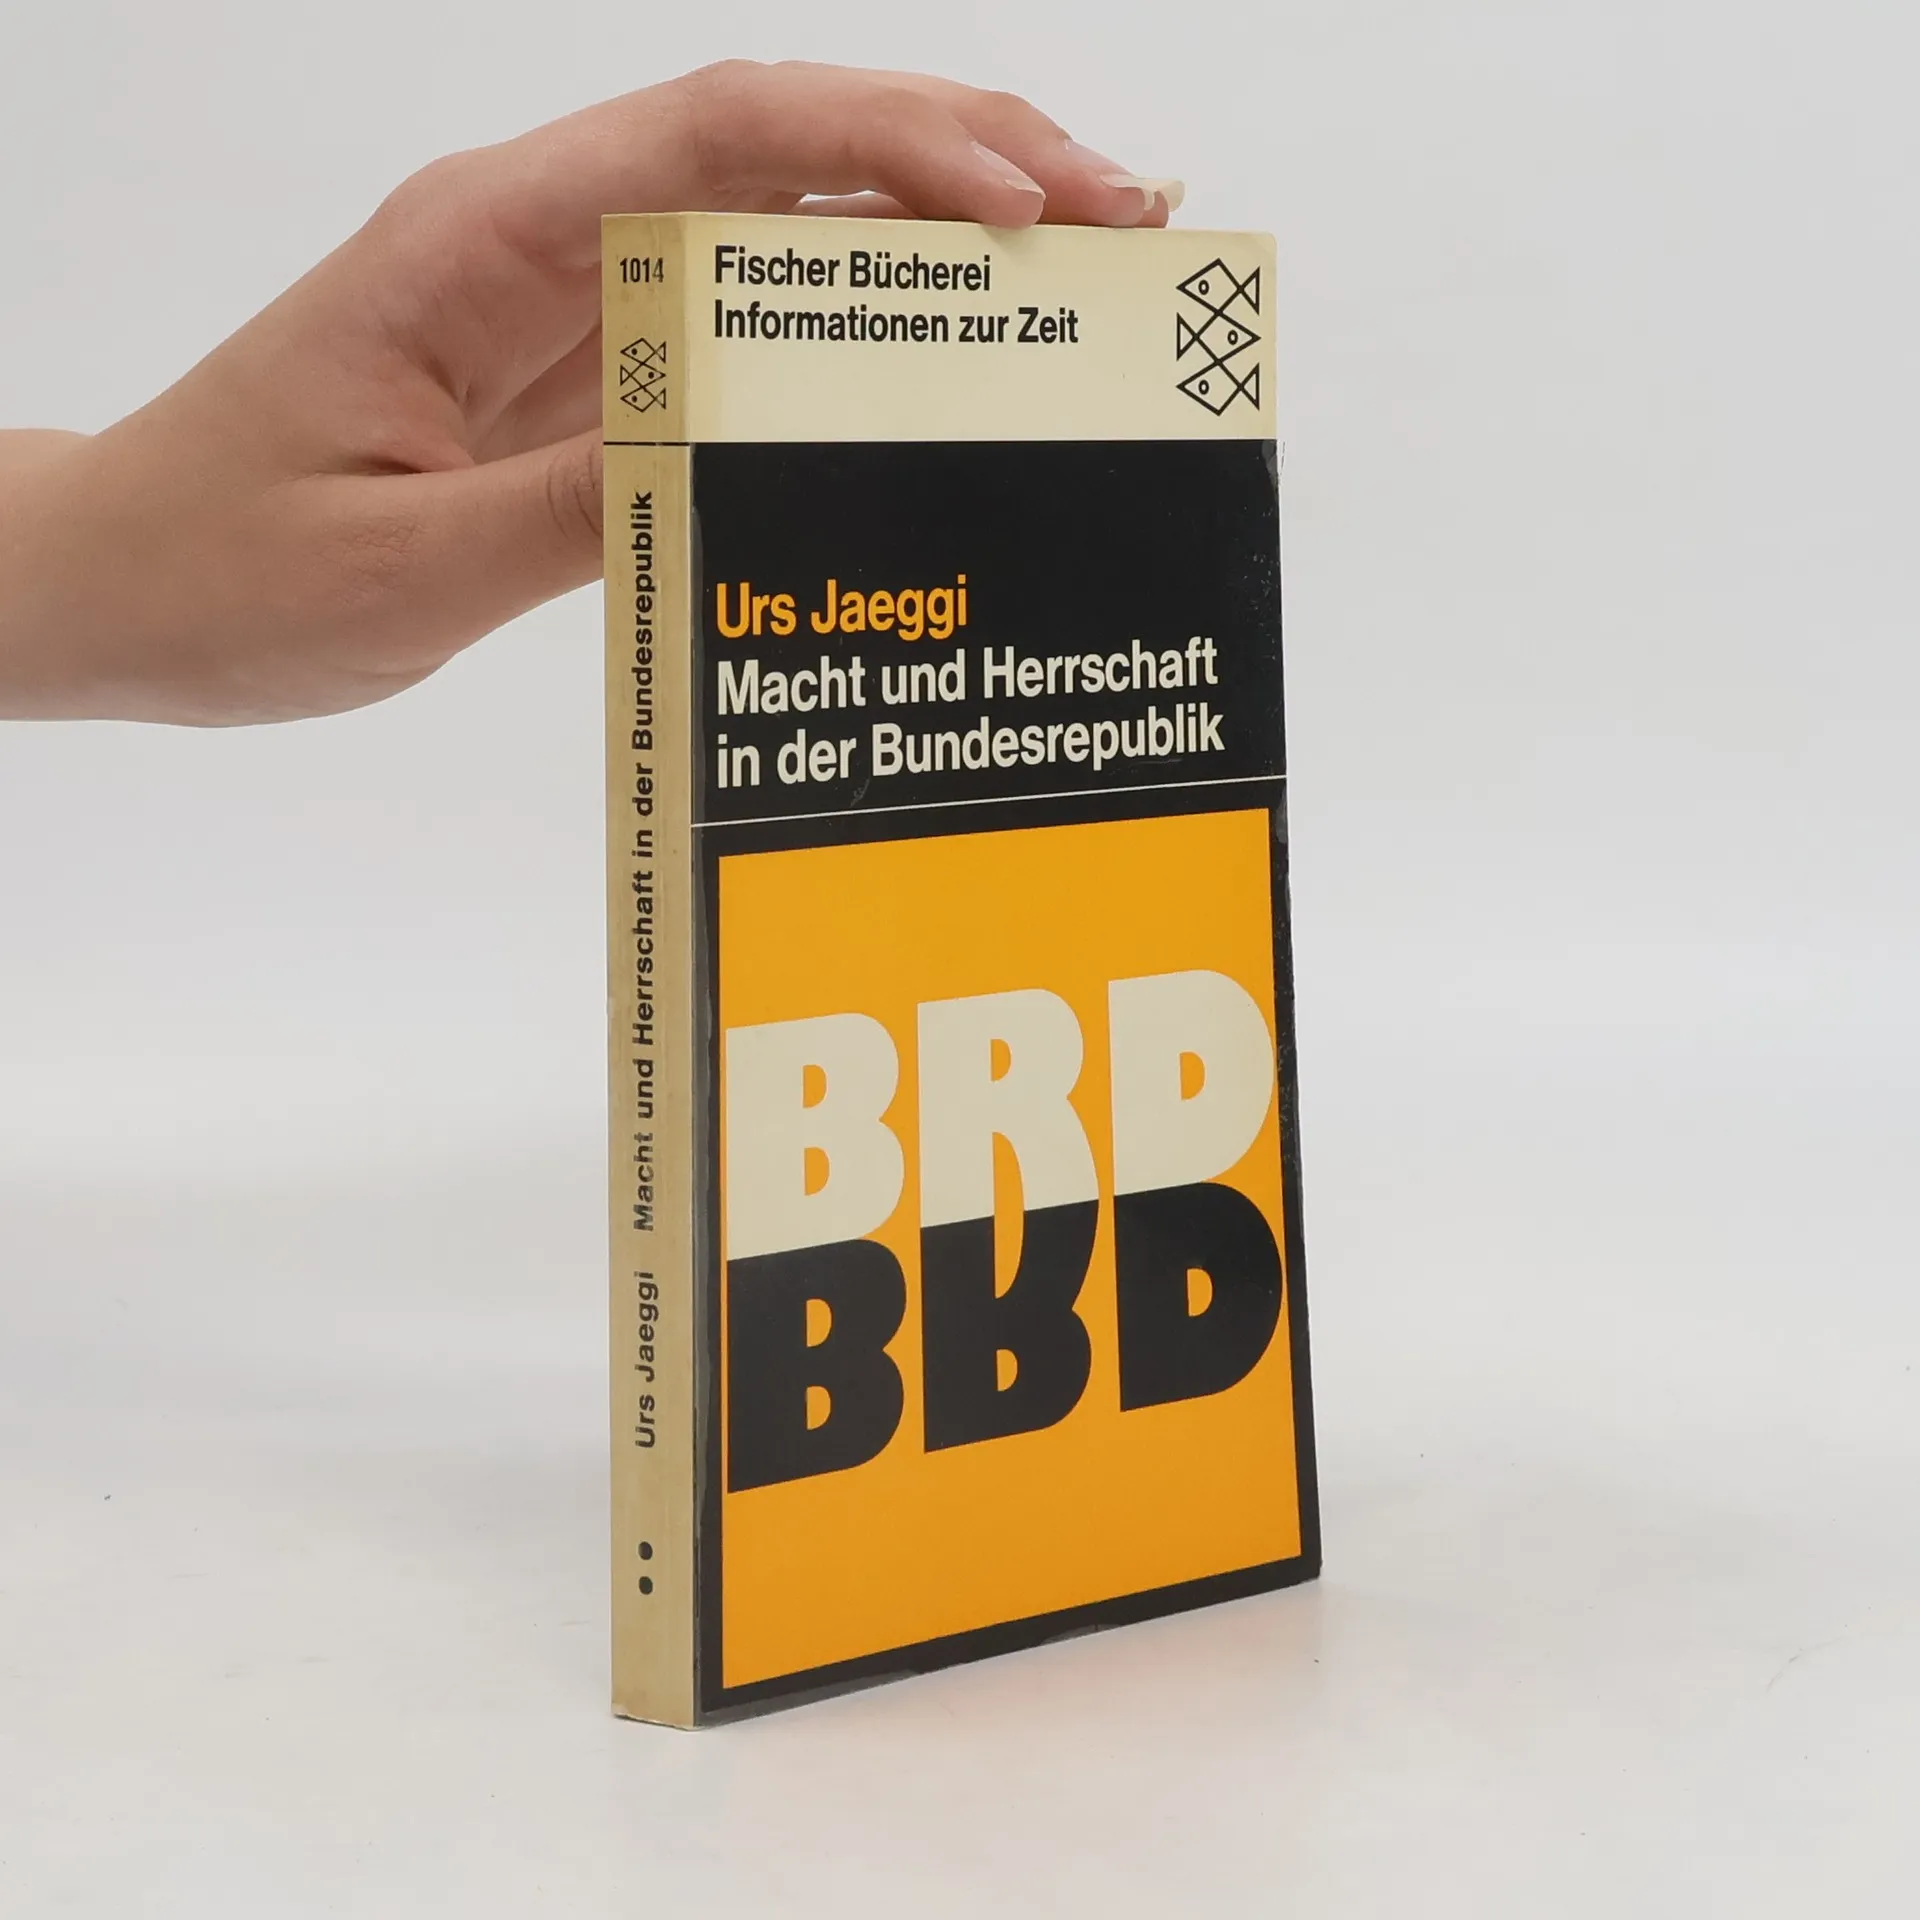 1014
Fischer Bücherei
Informationen zur Zeit
Urs Jaeggi
Macht und Herrschaft
in der Bundesrepublik
BRD
BRD
Urs Jaeggi Macht und Herrschaft in der Bundesrepublik